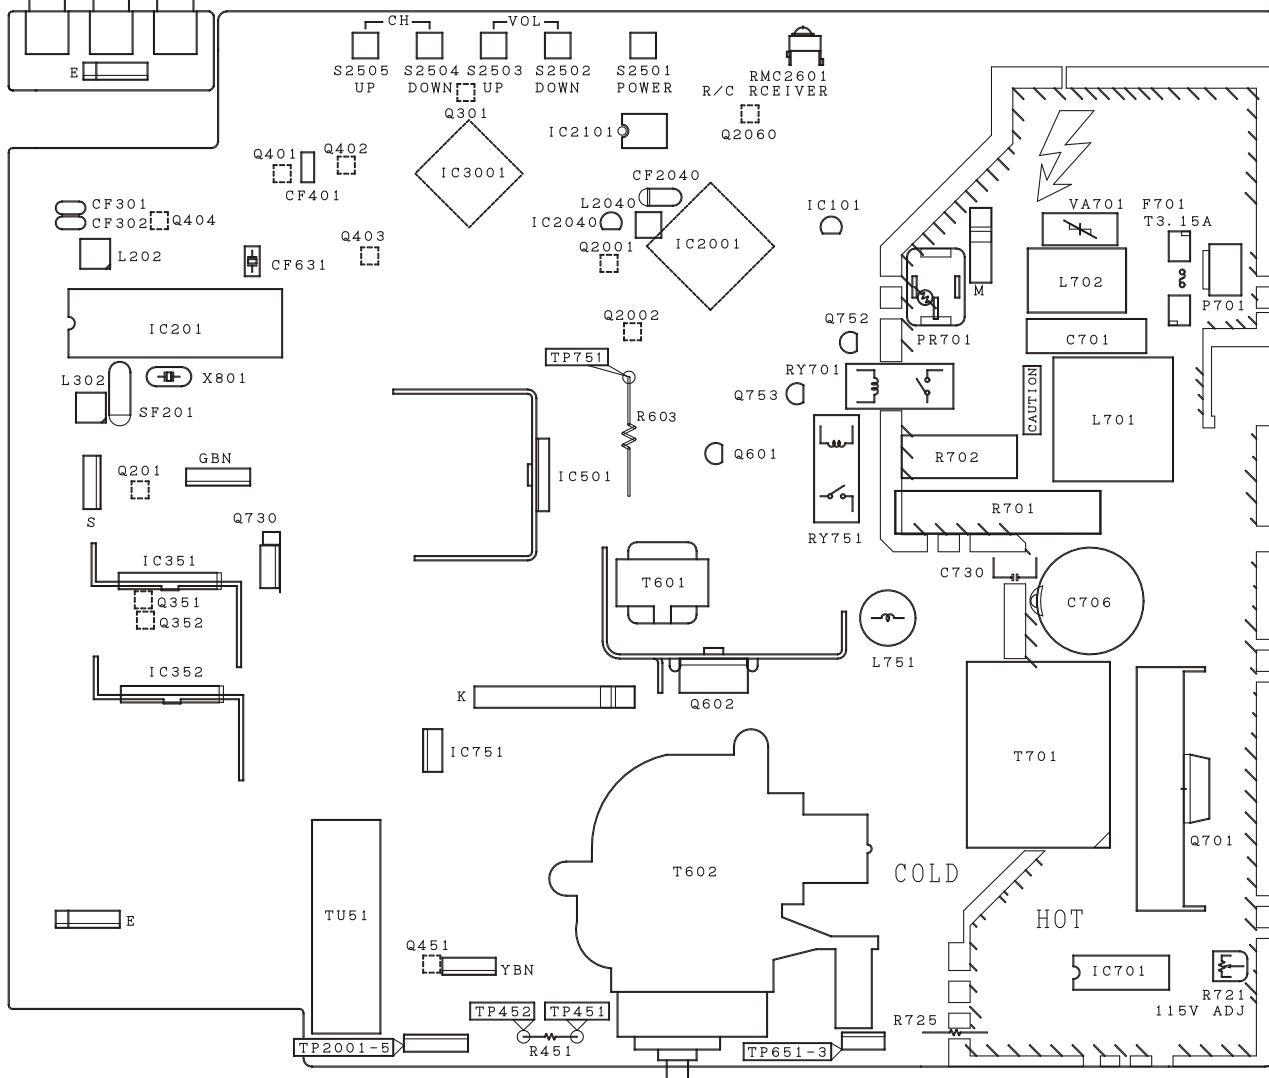 CH
VOL
E
S2505
UP
S2504
DOWN
S2503
UP
S2502
DOWN
S2501
POWER
RMC2601
R/C RCEIVER
Q301
IC2101
Q2060
Q401
Q402
CF401
IC3001
CF2040
L2040
IC2040
IC2001
IC101
VA701
F701
T3.15A
CF301
CF302
Q404
L202
CF631
Q403
Q2001
L702
M
P701
IC201
Q2002
Q752
PR701
C701
TP751
L302
X801
SF201
RY701
Q753
CAUTION
L701
R603
Q601
R702
IC501
GBN
Q201
S
Q730
R701
RY751
IC351
Q351
Q352
T601
C730
C706
L751
IC352
K
Q602
IC751
T701
Q701
T602
COLD
HOT
TU51
E
Q451
YBN
IC701
R721
115V ADJ
TP452
TP451
R451
R725
TP2001-5
TP651-3